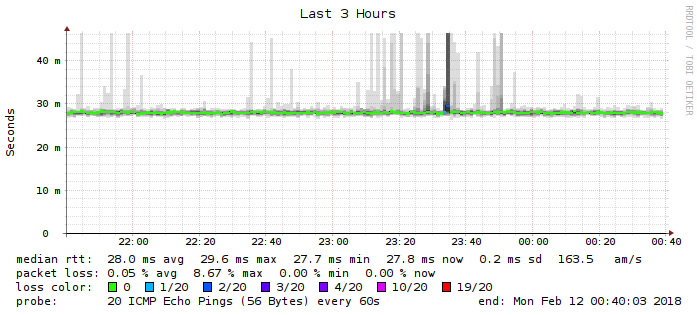 Last 3 Hours
RRDTOOL / TOBI OETIKER
Seconds
40 m
30 m
20 m
10 m
0
22:00 22:20 22:40 23:00 23:20 23:40 00:00 00:20 00:40
median rtt: 28.0 ms avg 29.6 ms max 27.7 ms min 27.8 ms now 0.2 ms sd 163.5 am/s
packet loss: 0.05 % avg 8.67 % max 0.00 % min 0.00 % now
loss color: 0 1/20 2/20 3/20 4/20 10/20 19/20
probe: 20 ICMP Echo Pings (56 Bytes) every 60s end: Mon Feb 12 00:40:03 2018